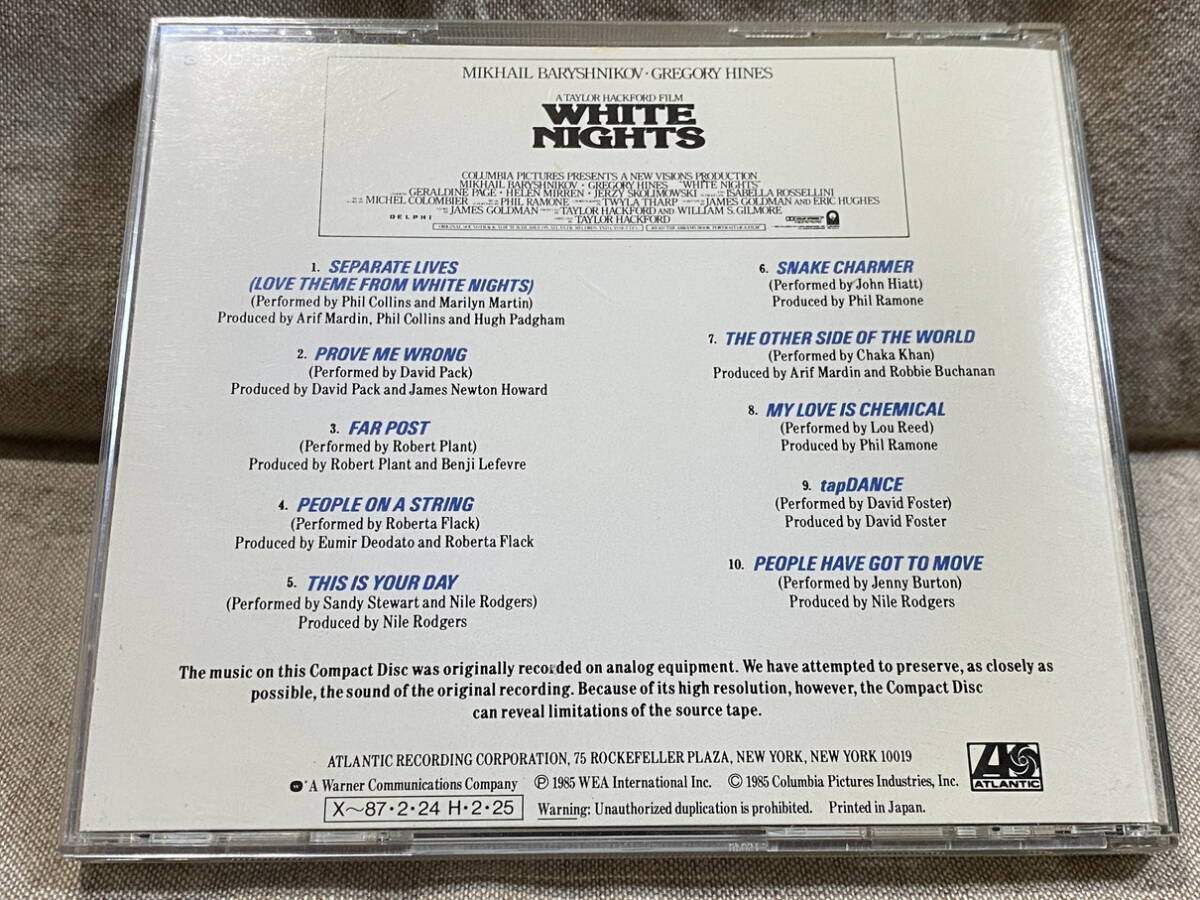 MIKHAIL BARYSHNIKOV · GREGORY HINES
A TAYLOR HACKFORD FILM
WHITE
NIGHTS
COLUMBIA PICTURES PRESENTS A NEW VISIONS PRODUCTION
MIKHAIL BARYSHNIKOV · GREGORY HINES "WHITE NIGHTS"
GERALDINE PAGE · HELEN MIRREN · JERZY SKOLIMOWSKI ISABELLA ROSSELLINI
MICHEL COLOMBIER PHIL RAMONE TWYLA THARP JAMES GOLDMAN AND ERIC HUGHES
JAMES GOLDMAN TAYLOR HACKFORD AND WILLIAM S. GILMORE
DELPHI TAYLOR HACKFORD
1. SEPARATE LIVES
(LOVE THEME FROM WHITE NIGHTS)
(Performed by Phil Collins and Marilyn Martin)
Produced by Arif Mardin, Phil Collins and Hugh Padgham
2. PROVE ME WRONG
(Performed by David Pack)
Produced by David Pack and James Newton Howard
3. FAR POST
(Performed by Robert Plant)
Produced by Robert Plant and Benji Lefevre
4. PEOPLE ON A STRING
(Performed by Roberta Flack)
Produced by Eumir Deodato and Roberta Flack
5. THIS IS YOUR DAY
(Performed by Sandy Stewart and Nile Rodgers)
Produced by Nile Rodgers
6. SNAKE CHARMER
(Performed by John Hiatt)
Produced by Phil Ramone
7. THE OTHER SIDE OF THE WORLD
(Performed by Chaka Khan)
Produced by Arif Mardin and Robbie Buchanan
8. MY LOVE IS CHEMICAL
(Performed by Lou Reed)
Produced by Phil Ramone
9. tapDANCE
(Performed by David Foster)
Produced by David Foster
10. PEOPLE HAVE GOT TO MOVE
(Performed by Jenny Burton)
Produced by Nile Rodgers
The music on this Compact Disc was originally recorded on analog equipment. We have attempted to preserve, as closely as
possible, the sound of the original recording. Because of its high resolution, however, the Compact Disc
can reveal limitations of the source tape.
ATLANTIC RECORDING CORPORATION, 75 ROCKEFELLER PLAZA, NEW YORK, NEW YORK 10019
A Warner Communications Company ℗ 1985 WEA International Inc. © 1985 Columbia Pictures Industries, Inc.
X～87·2·24 H·2·25 Warning: Unauthorized duplication is prohibited. Printed in Japan.
ATLANTIC